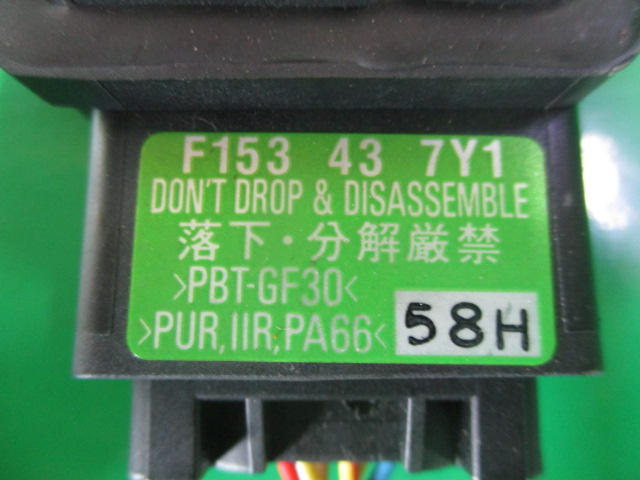 F153 43 7Y1
DON'T DROP & DISASSEMBLE
落下・分解厳禁
>PBT-GF30<
>PUR,IIR,PA66< 58H